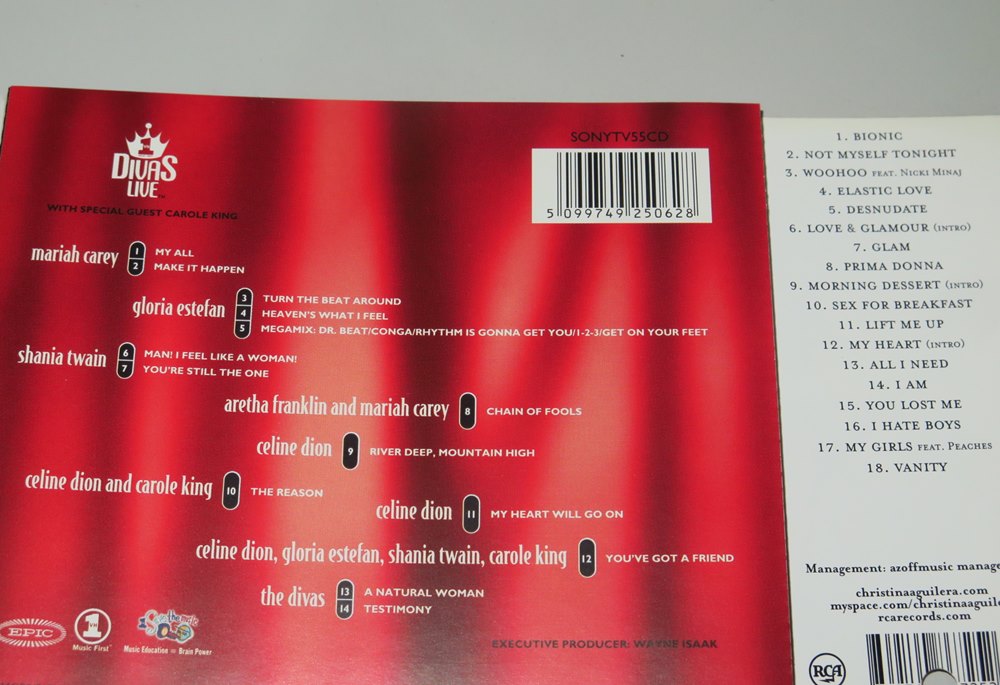 1
DIVAS
LIVE™
WITH SPECIAL GUEST CAROLE KING
SONYTV55CD
5 099749 250628
mariah carey
1 MY ALL
2 MAKE IT HAPPEN
gloria estefan
3 TURN THE BEAT AROUND
4 HEAVEN'S WHAT I FEEL
5 MEGAMIX: DR. BEAT/CONGA/RHYTHM IS GONNA GET YOU/1-2-3/GET ON YOUR FEET
shania twain
6 MAN! I FEEL LIKE A WOMAN!
7 YOU'RE STILL THE ONE
aretha franklin and mariah carey 8 CHAIN OF FOOLS
celine dion 9 RIVER DEEP, MOUNTAIN HIGH
celine dion and carole king 10 THE REASON
celine dion 11 MY HEART WILL GO ON
celine dion, gloria estefan, shania twain, carole king 12 YOU'VE GOT A FRIEND
the divas
13 A NATURAL WOMAN
14 TESTIMONY
EPIC
VH1
Music First
Save the music
Music Education = Brain Power
EXECUTIVE PRODUCER: WAYNE ISAAK
1. BIONIC
2. NOT MYSELF TONIGHT
3. WOOHOO FEAT. NICKI MINAJ
4. ELASTIC LOVE
5. DESNUDATE
6. LOVE & GLAMOUR (INTRO)
7. GLAM
8. PRIMA DONNA
9. MORNING DESSERT (INTRO)
10. SEX FOR BREAKFAST
11. LIFT ME UP
12. MY HEART (INTRO)
13. ALL I NEED
14. I AM
15. YOU LOST ME
16. I HATE BOYS
17. MY GIRLS FEAT. PEACHES
18. VANITY
Management: azoffmusic manage
christinaaguilera.com
myspace.com/christinaaguile
rcarecords.com
RCA